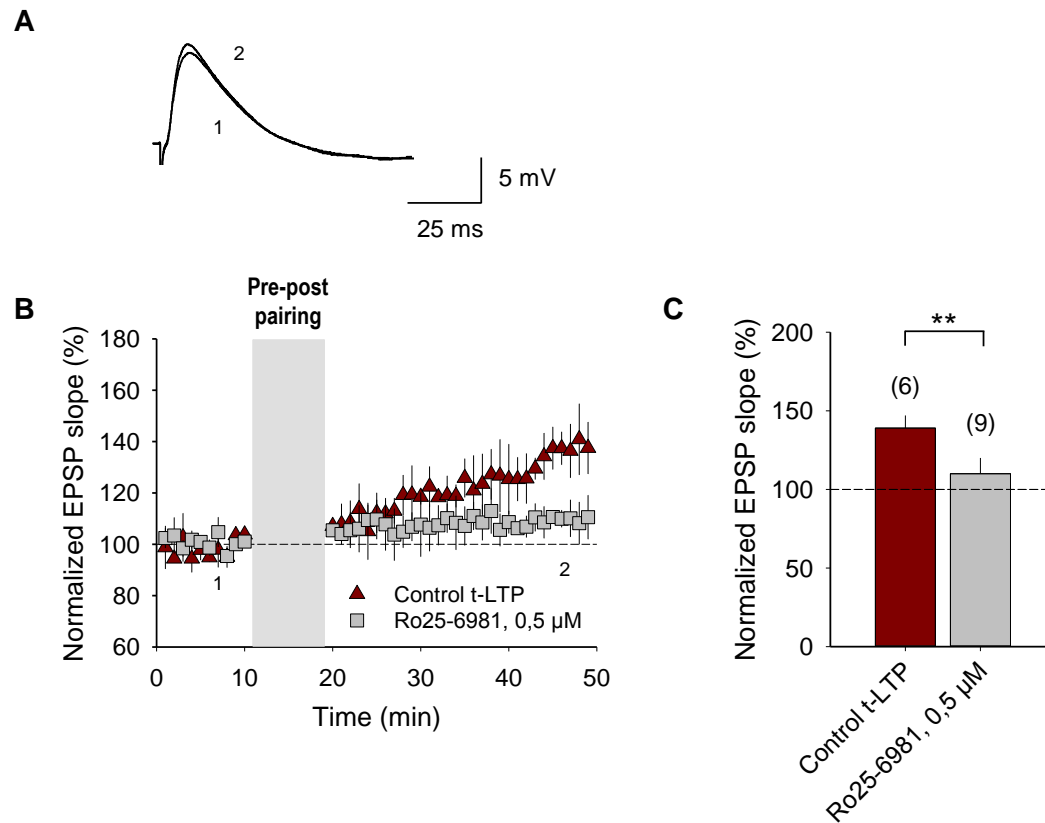 A
2
1
5 mV
25 ms
B
Pre-post
pairing
Normalized EPSP slope (%)
180
160
140
120
100
80
60
1
2
Control t-LTP
Ro25-6981, 0,5 µM
0
10
20
30
40
50
Time (min)
C
Normalized EPSP slope (%)
200
150
100
50
0
**
(6)
(9)
Control t-LTP
Ro25-6981, 0,5 µM